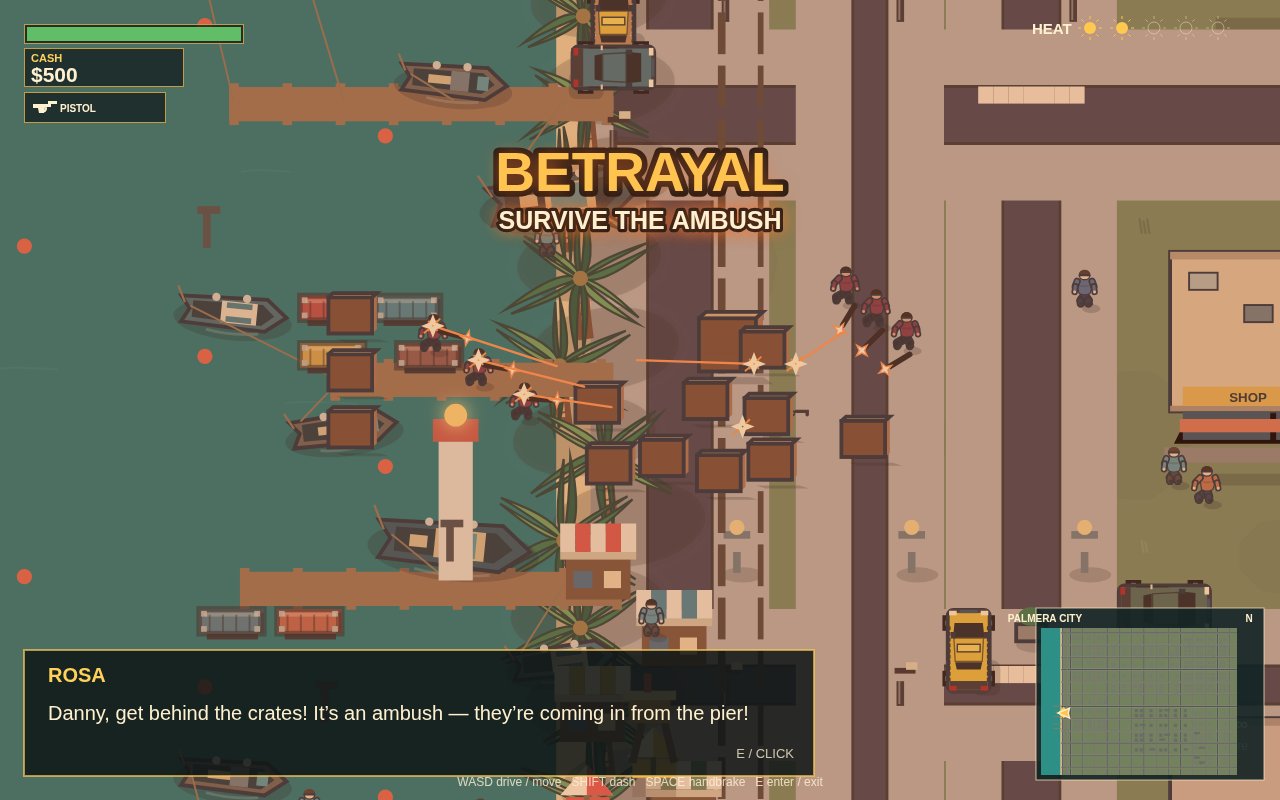 CASH
$500
PISTOL
HEAT
BETRAYAL
SURVIVE THE AMBUSH
SHOP
PALMERA CITY
N
ROSA
Danny, get behind the crates! It’s an ambush — they’re coming in from the pier!
E / CLICK
WASD drive / move SHIFT dash SPACE handbrake E enter / exit